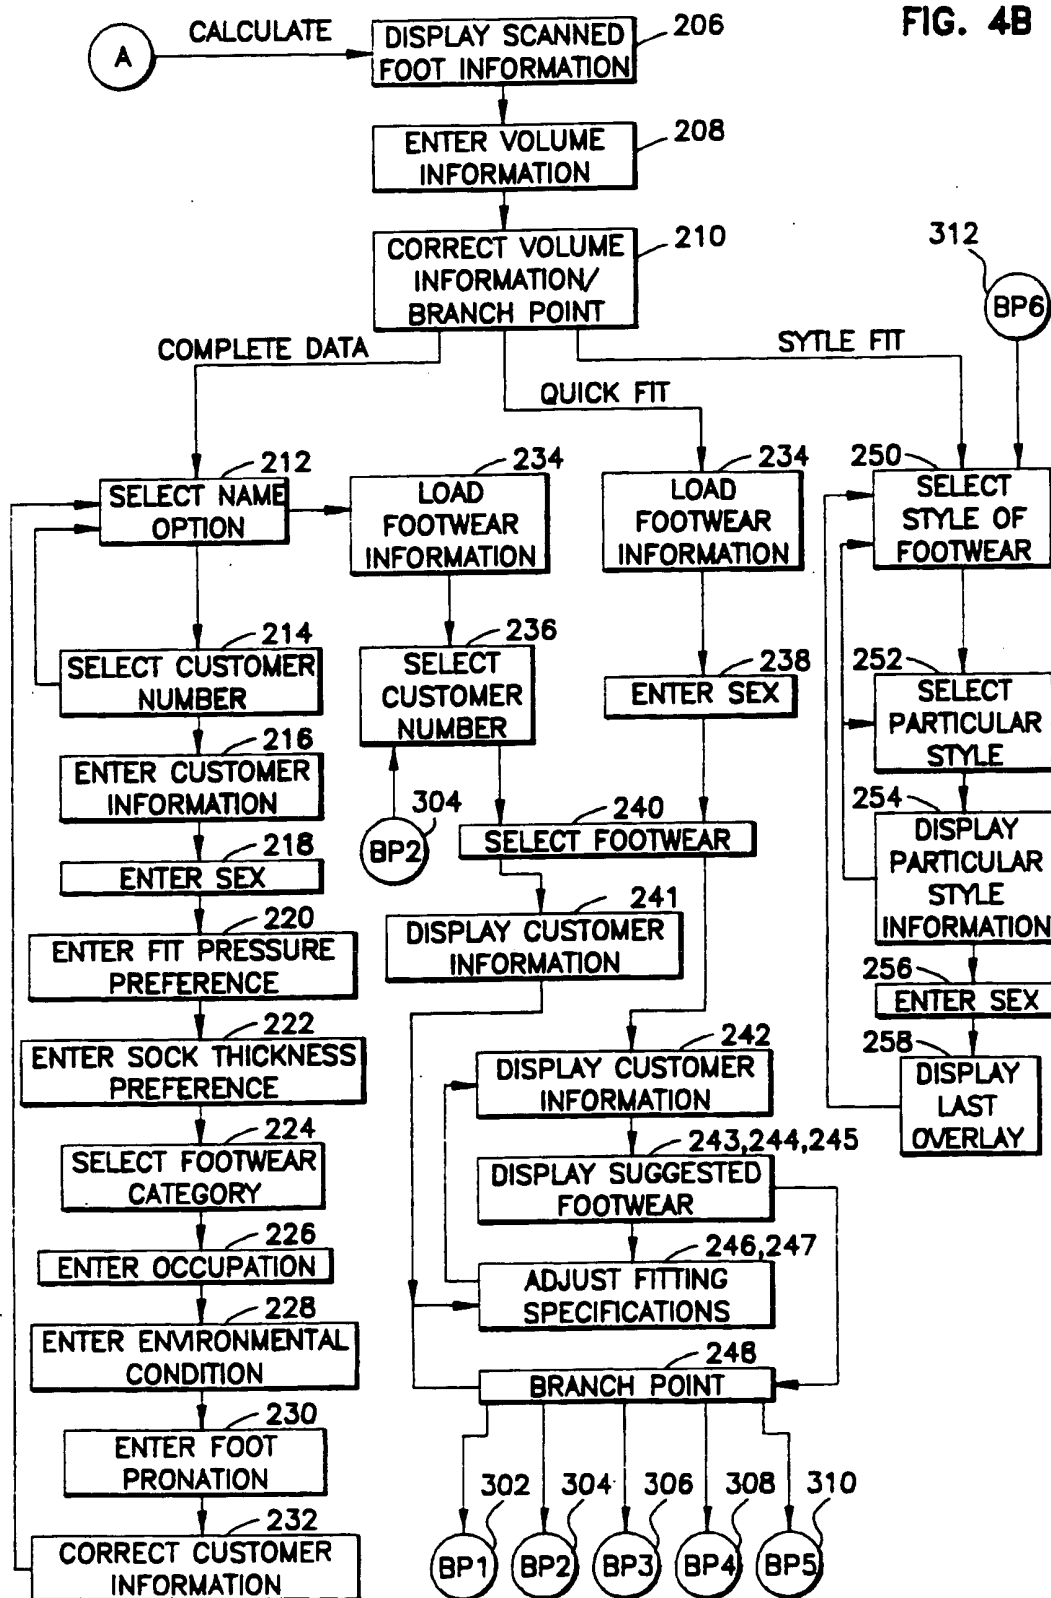 FIG. 4B
A
CALCULATE
DISPLAY SCANNED
FOOT INFORMATION
206
ENTER VOLUME
INFORMATION
208
CORRECT VOLUME
INFORMATION/
BRANCH POINT
210
312
BP6
COMPLETE DATA
QUICK FIT
SYTLE FIT
212
SELECT NAME
OPTION
234
LOAD
FOOTWEAR
INFORMATION
234
LOAD
FOOTWEAR
INFORMATION
250
SELECT
STYLE OF
FOOTWEAR
214
SELECT CUSTOMER
NUMBER
236
SELECT
CUSTOMER
NUMBER
238
ENTER SEX
252
SELECT
PARTICULAR
STYLE
216
ENTER CUSTOMER
INFORMATION
304
BP2
240
SELECT FOOTWEAR
254
DISPLAY
PARTICULAR
STYLE
INFORMATION
218
ENTER SEX
241
DISPLAY CUSTOMER
INFORMATION
220
ENTER FIT PRESSURE
PREFERENCE
256
ENTER SEX
222
ENTER SOCK THICKNESS
PREFERENCE
242
DISPLAY CUSTOMER
INFORMATION
258
DISPLAY
LAST
OVERLAY
224
SELECT FOOTWEAR
CATEGORY
243,244,245
DISPLAY SUGGESTED
FOOTWEAR
226
ENTER OCCUPATION
246,247
ADJUST FITTING
SPECIFICATIONS
228
ENTER ENVIRONMENTAL
CONDITION
248
BRANCH POINT
230
ENTER FOOT
PRONATION
232
CORRECT CUSTOMER
INFORMATION
302
BP1
304
BP2
306
BP3
308
BP4
310
BP5